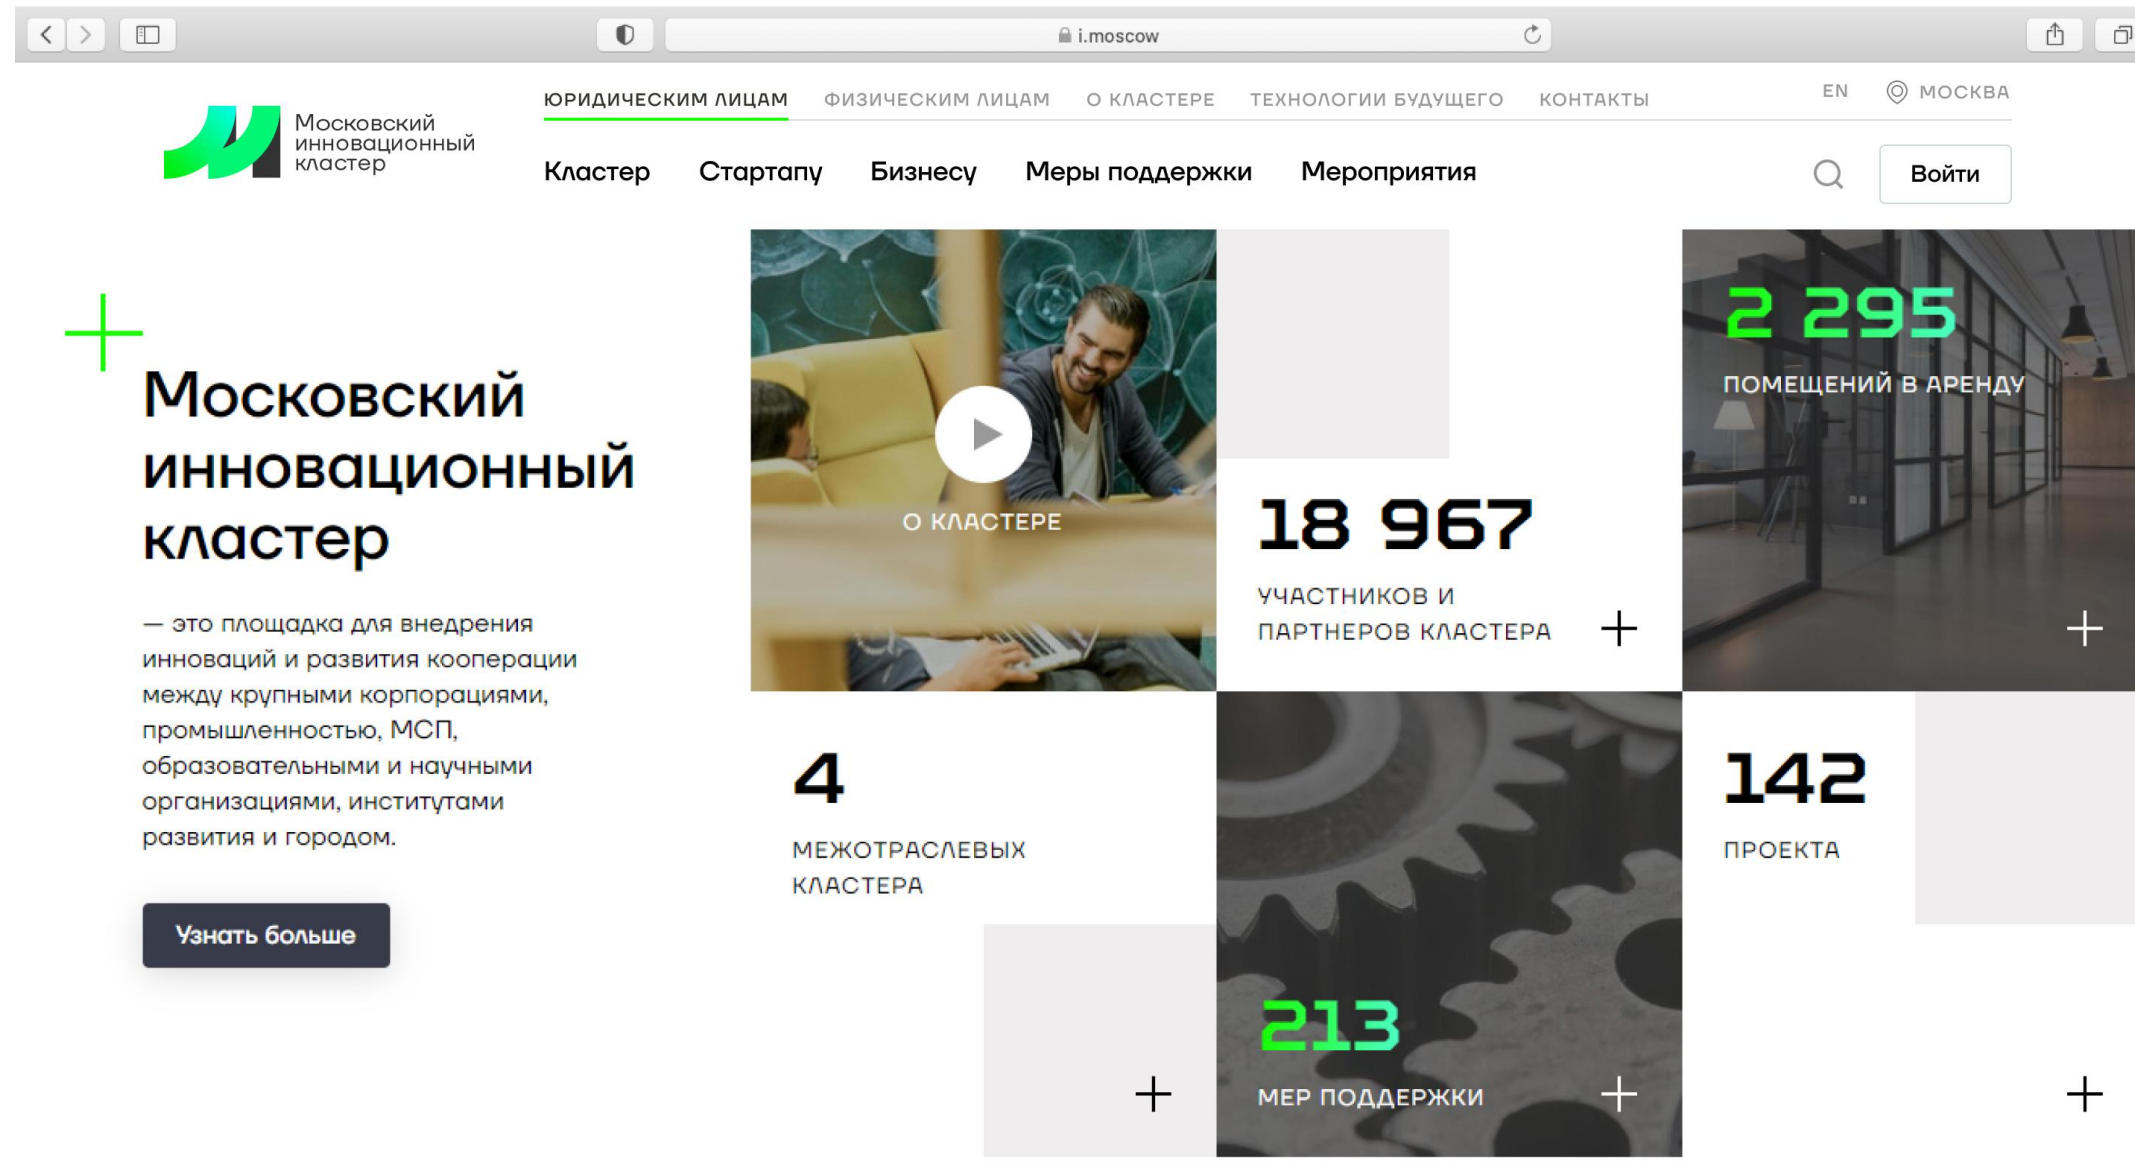 i.moscow
Московский
инновационный
кластер
ЮРИДИЧЕСКИМ ЛИЦАМ
ФИЗИЧЕСКИМ ЛИЦАМ
О КЛАСТЕРЕ
ТЕХНОЛОГИИ БУДУЩЕГО
КОНТАКТЫ
EN
МОСКВА
Кластер
Стартапу
Бизнесу
Меры поддержки
Мероприятия
Войти
Московский
инновационный
кластер
— это площадка для внедрения
инноваций и развития кооперации
между крупными корпорациями,
промышленностью, МСП,
образовательными и научными
организациями, институтами
развития и городом.
Узнать больше
О КЛАСТЕРЕ
18 967
УЧАСТНИКОВ И
ПАРТНЕРОВ КЛАСТЕРА
2 295
ПОМЕЩЕНИЙ В АРЕНДУ
4
МЕЖОТРАСЛЕВЫХ
КЛАСТЕРА
213
МЕР ПОДДЕРЖКИ
142
ПРОЕКТА